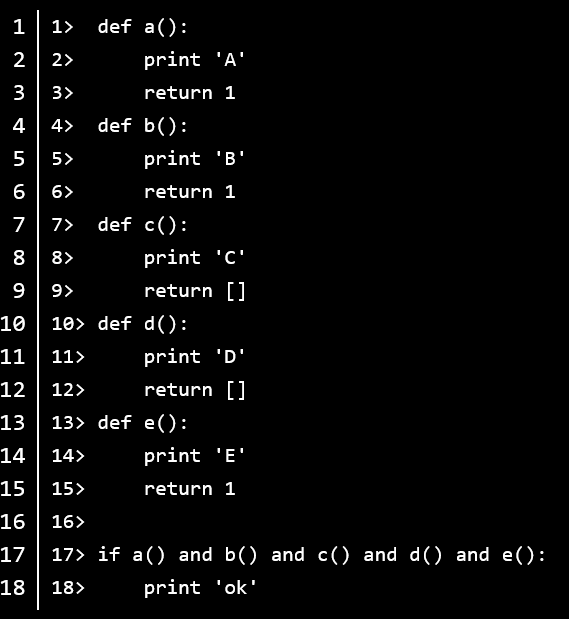 1 1> def a():
2 2>     print 'A'
3 3>     return 1
4 4> def b():
5 5>     print 'B'
6 6>     return 1
7 7> def c():
8 8>     print 'C'
9 9>     return []
10 10> def d():
11 11>     print 'D'
12 12>     return []
13 13> def e():
14 14>     print 'E'
15 15>     return 1
16 16>
17 17> if a() and b() and c() and d() and e():
18 18>     print 'ok'